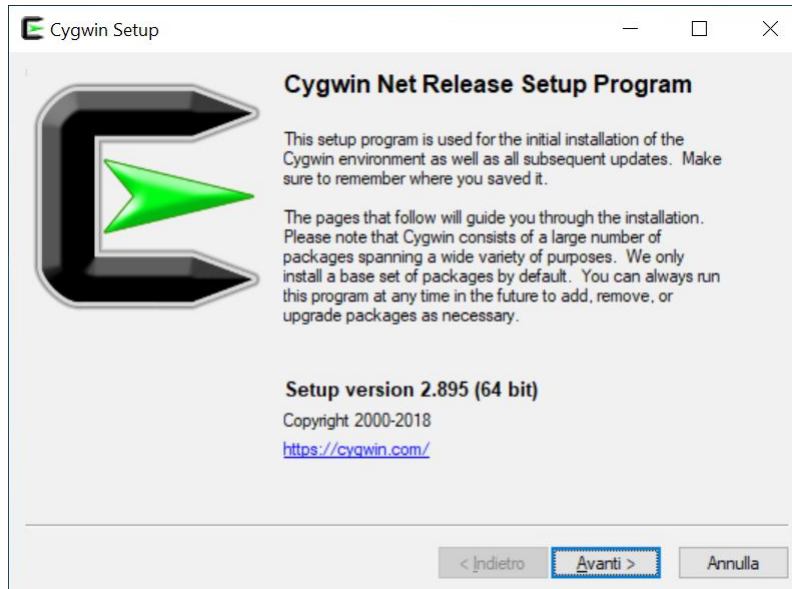 Cygwin Setup
Cygwin Net Release Setup Program
This setup program is used for the initial installation of the
Cygwin environment as well as all subsequent updates.  Make
sure to remember where you saved it.
The pages that follow will guide you through the installation.
Please note that Cygwin consists of a large number of
packages spanning a wide variety of purposes.  We only
install a base set of packages by default.  You can always run
this program at any time in the future to add, remove, or
upgrade packages as necessary.
Setup version 2.895 (64 bit)
Copyright 2000-2018
https://cygwin.com/
< Indietro
Avanti >
Annulla